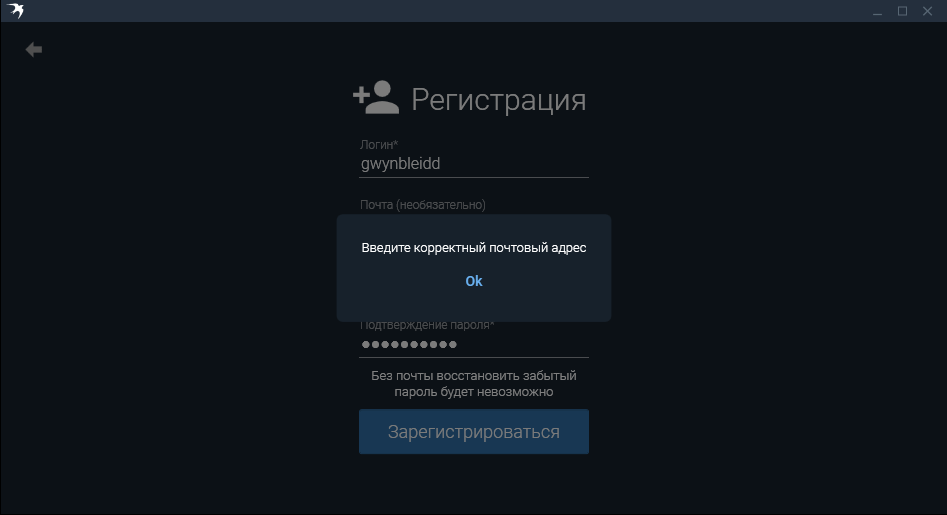 Регистрация
Логин*
gwynbleidd
Почта (необязательно)
Введите корректный почтовый адрес
Ok
Подтверждение пароля*
Без почты восстановить забытый
пароль будет невозможно
Зарегистрироваться